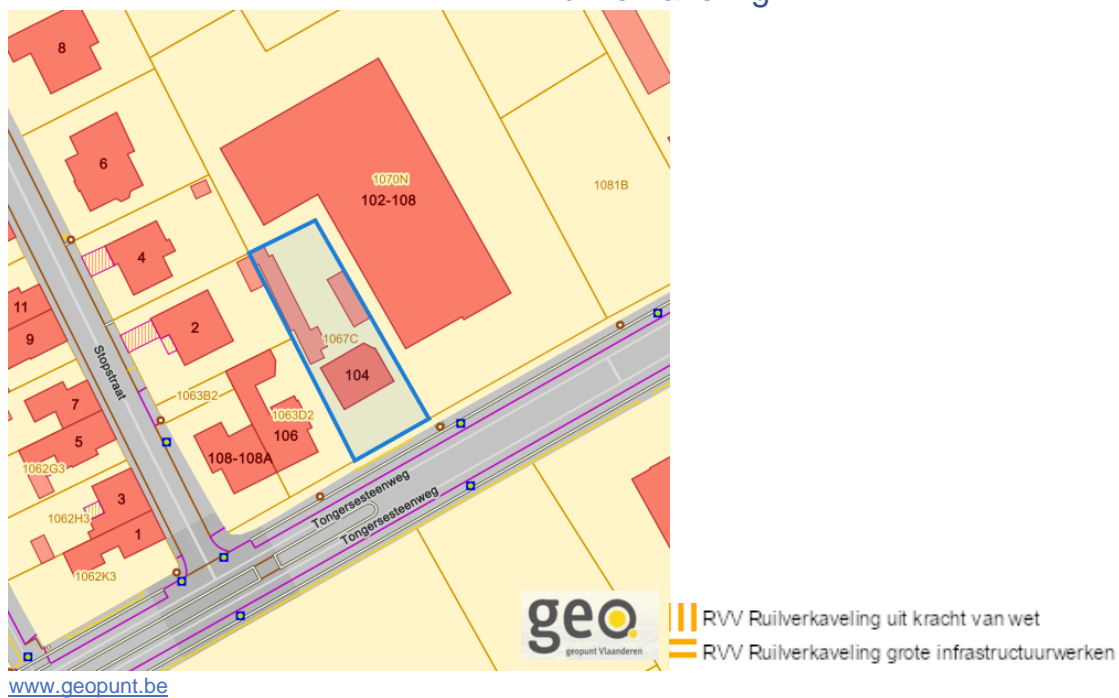 8
6
1070N
102-108
1081B
4
11
2
9
1067C
Stopstraat
104
7
1063B2
1063D2
5
106
108-108A
1062G3
3
Tongersesteenweg
1062H3
Tongersesteenweg
1
1062K3
geo.
geopunt Vlaanderen
RVV Ruilverkaveling uit kracht van wet
RVV Ruilverkaveling grote infrastructuurwerken
www.geopunt.be